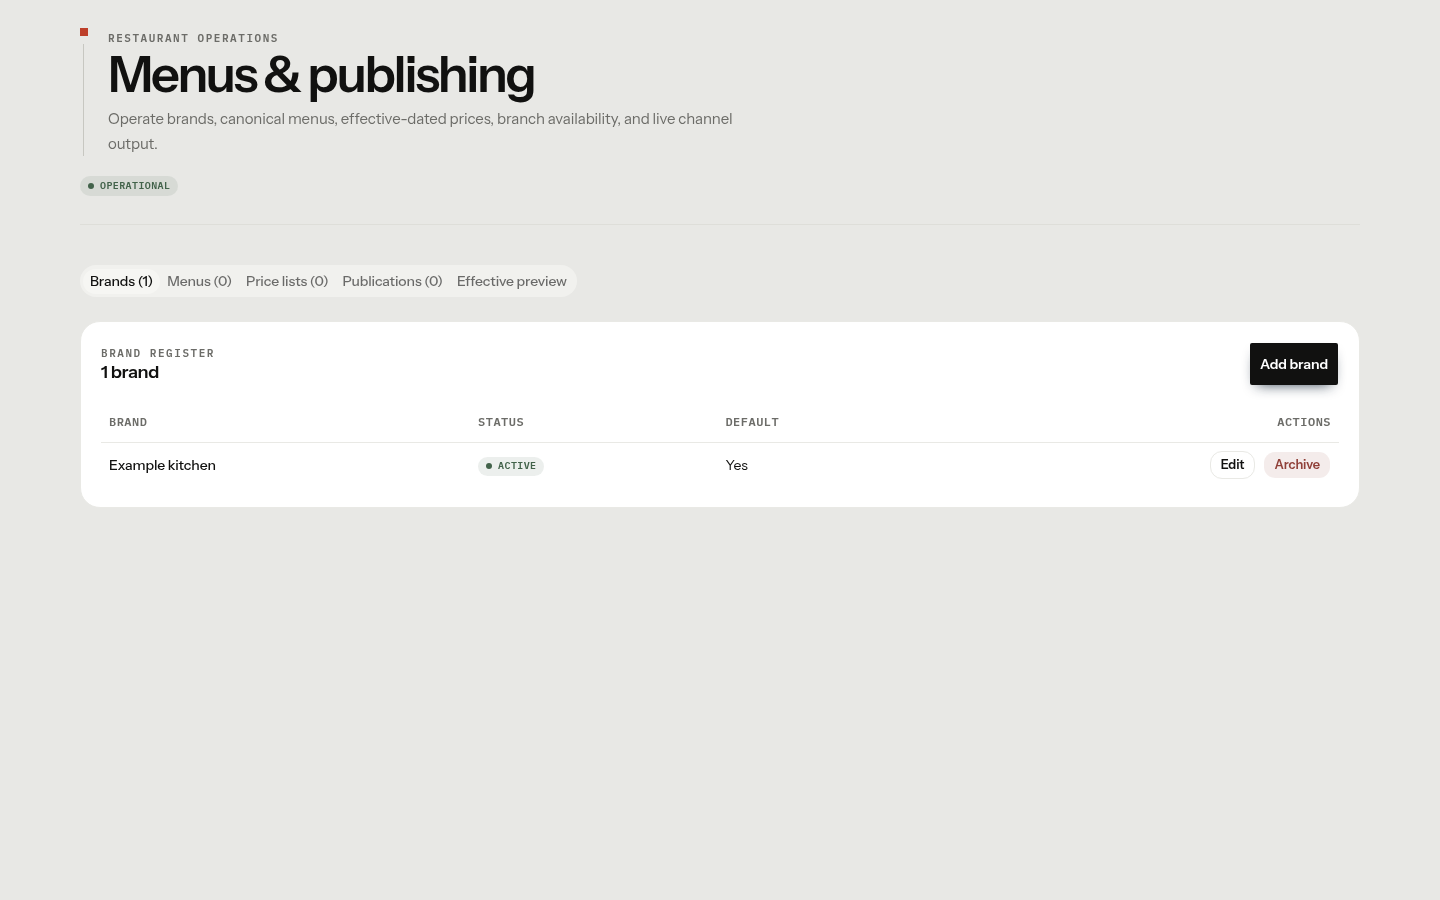 RESTAURANT OPERATIONS
Menus & publishing
Operate brands, canonical menus, effective-dated prices, branch availability, and live channel
output.
OPERATIONAL
Brands (1) Menus (0) Price lists (0) Publications (0) Effective preview
BRAND REGISTER
1 brand
Add brand
BRAND STATUS DEFAULT ACTIONS
Example kitchen ACTIVE Yes Edit Archive